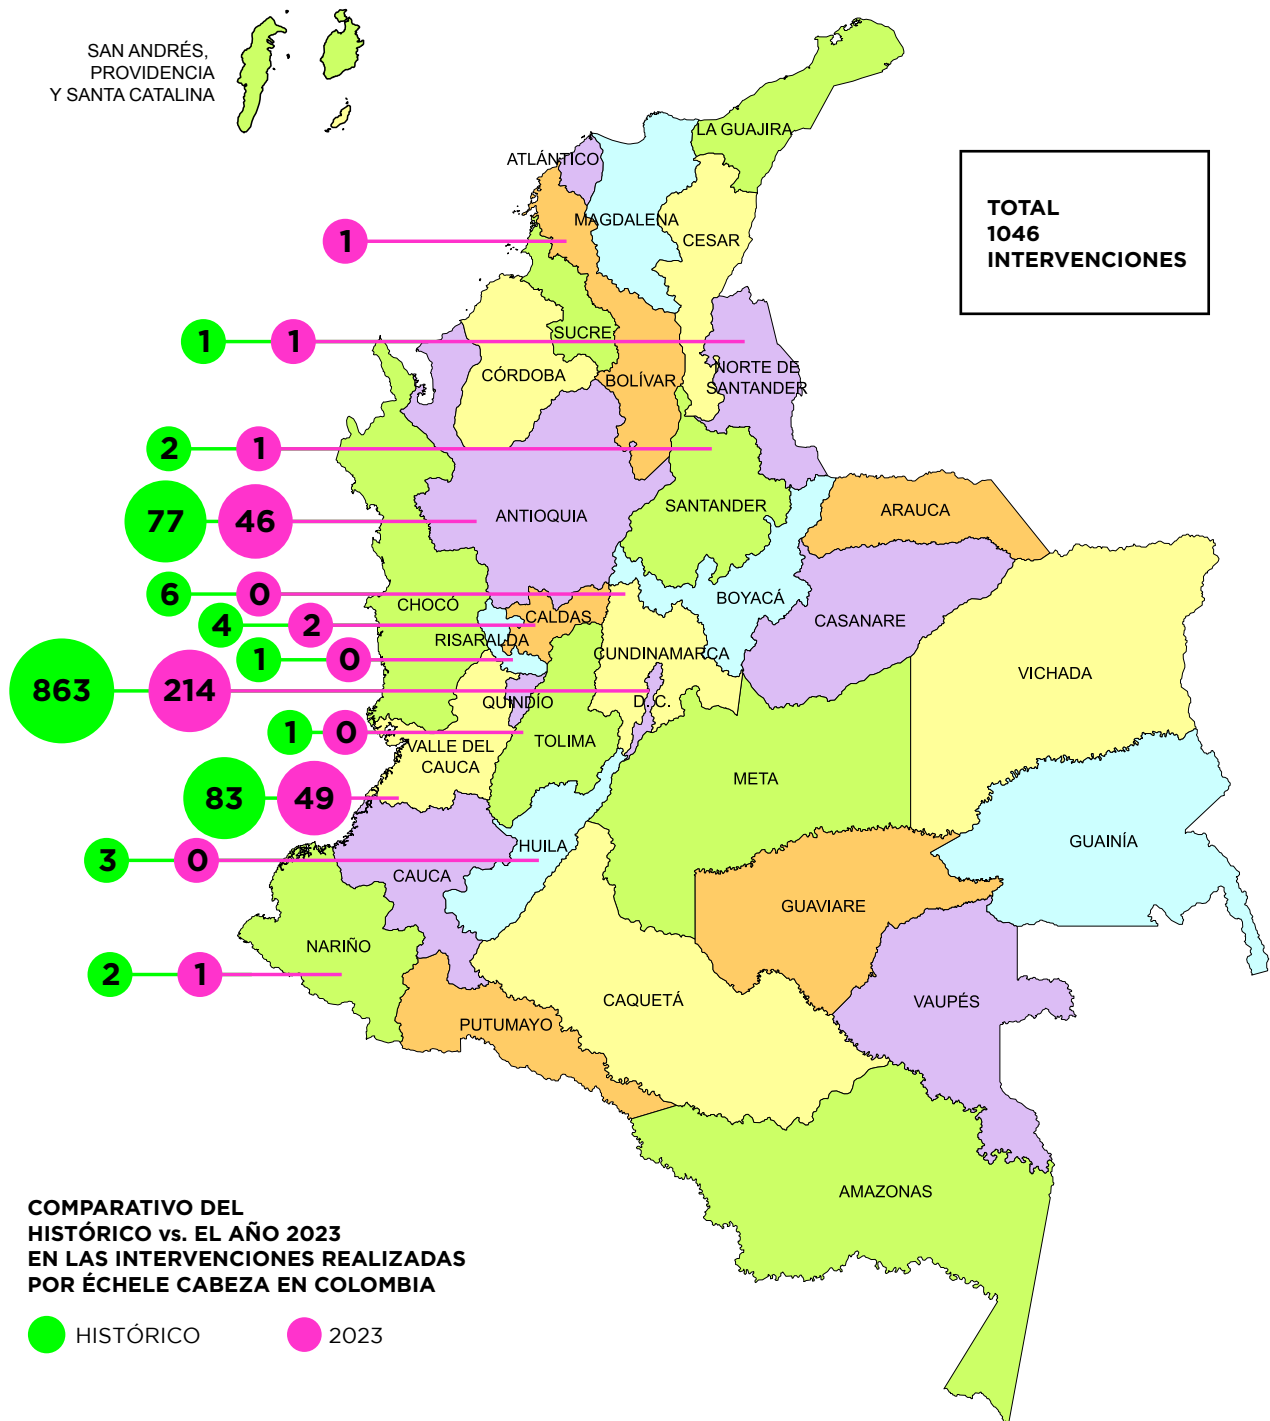 SAN ANDRÉS,
PROVIDENCIA
Y SANTA CATALINA
LA GUAJIRA
ATLÁNTICO
MAGDALENA
CESAR
TOTAL
1046
INTERVENCIONES
1
1 1
SUCRE
CÓRDOBA
BOLÍVAR
NORTE DE
SANTANDER
2 1
SANTANDER
ARAUCA
77 46
ANTIOQUIA
6 0
CHOCÓ
BOYACÁ
CASANARE
4 2
CALDAS
RISARALDA
1 0
CUNDINAMARCA
VICHADA
863 214
QUINDÍO
D. C.
1 0
TOLIMA
VALLE DEL
CAUCA
META
83 49
HUILA
GUAINÍA
3 0
CAUCA
GUAVIARE
NARIÑO
2 1
CAQUETÁ
VAUPÉS
PUTUMAYO
AMAZONAS
COMPARATIVO DEL
HISTÓRICO vs. EL AÑO 2023
EN LAS INTERVENCIONES REALIZADAS
POR ÉCHELE CABEZA EN COLOMBIA
HISTÓRICO 2023